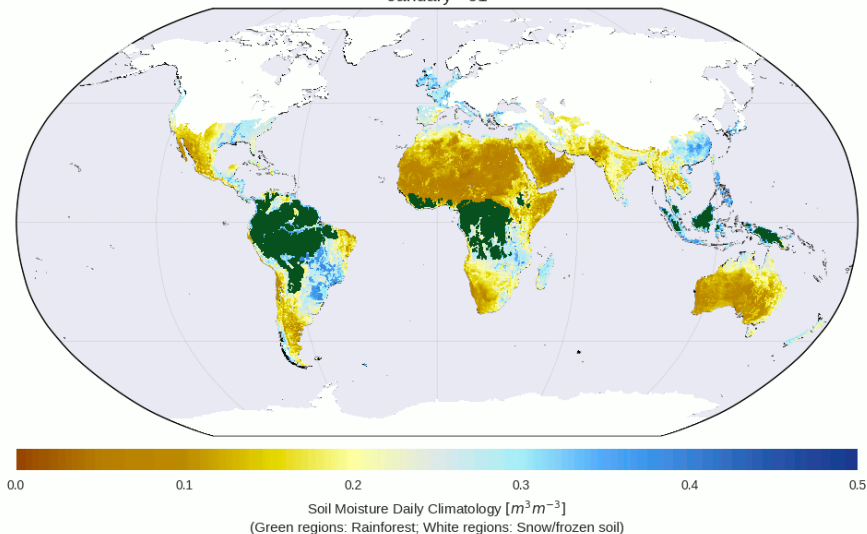 0.0 0.1 0.2 0.3 0.4 0.5
Soil Moisture Daily Climatology [m³m⁻³]
(Green regions: Rainforest; White regions: Snow/frozen soil)